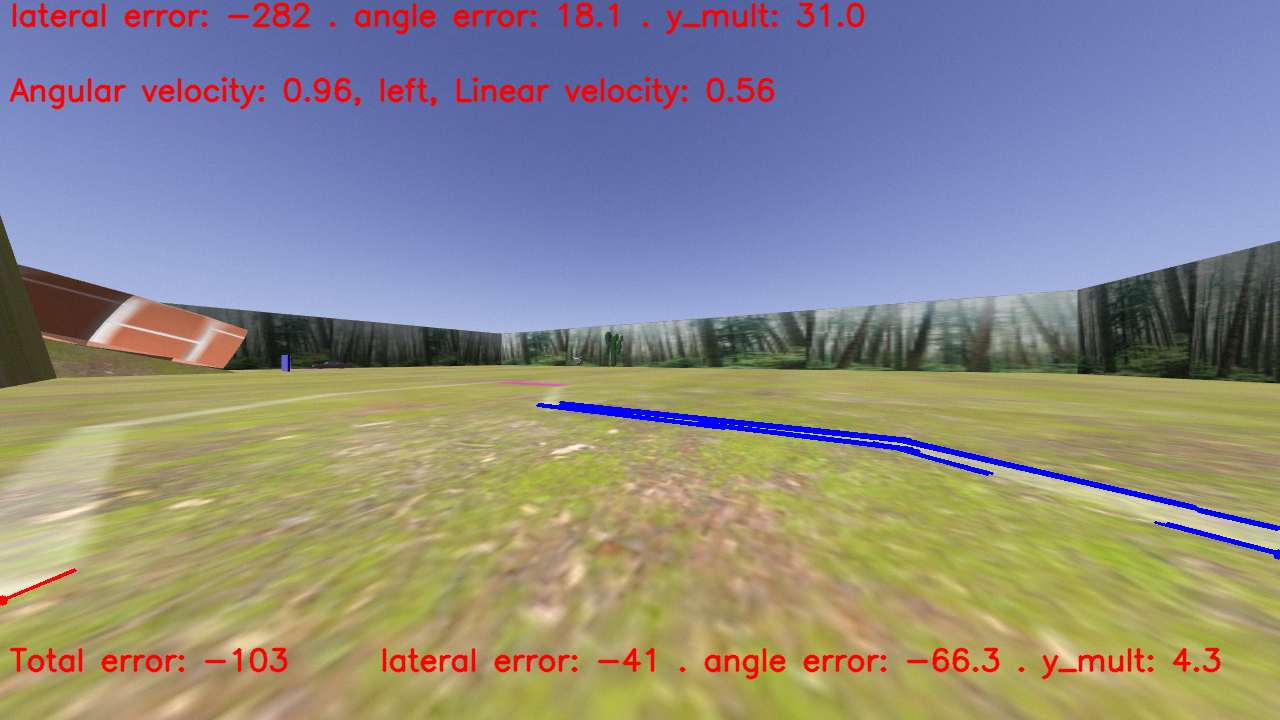 lateral error: -282 . angle error: 18.1 . y_mult: 31.0
Angular velocity: 0.96, left, Linear velocity: 0.56
Total error: -103
lateral error: -41 . angle error: -66.3 . y_mult: 4.3